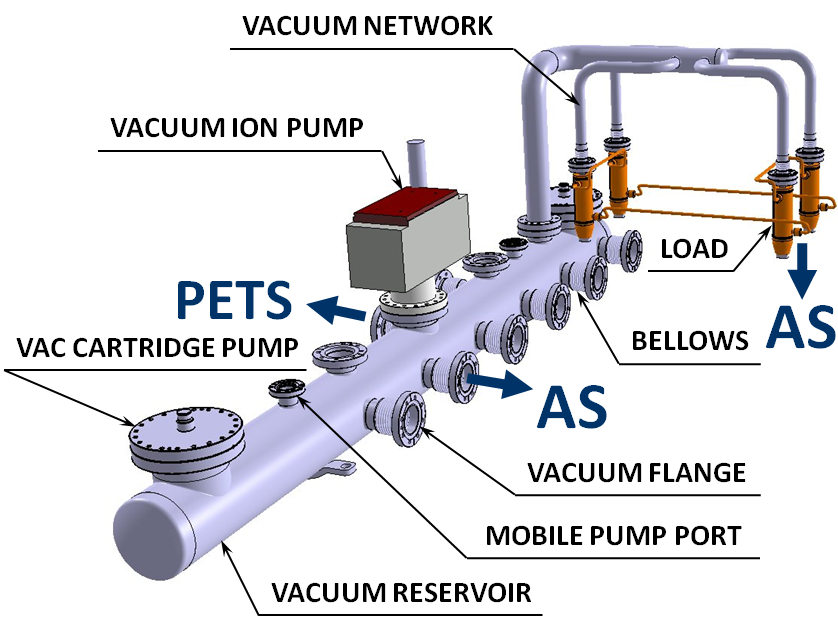 VACUUM NETWORK
VACUUM ION PUMP
LOAD
PETS
AS
VAC CARTRIDGE PUMP
BELLOWS
AS
VACUUM FLANGE
MOBILE PUMP PORT
VACUUM RESERVOIR